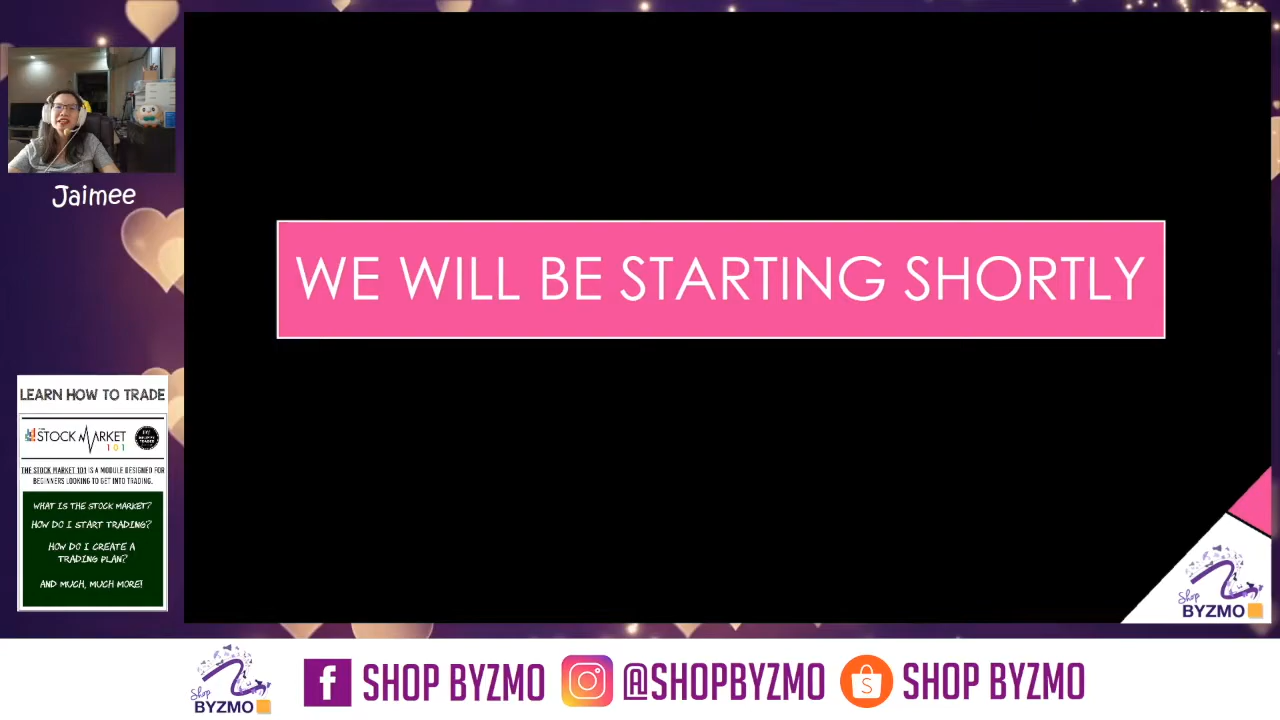 Jaimee
WE WILL BE STARTING SHORTLY
LEARN HOW TO TRADE
STOCK MARKET
101
THE STOCK MARKET 101 IS A MODULE DESIGNED FOR
BEGINNERS LOOKING TO GET INTO TRADING.
WHAT IS THE STOCK MARKET?
HOW DO I START TRADING?
HOW DO I CREATE A
TRADING PLAN?
AND MUCH, MUCH MORE!
Shop
BYZMO
Shop
BYZMO
SHOP BYZMO
@SHOPBYZMO
SHOP BYZMO